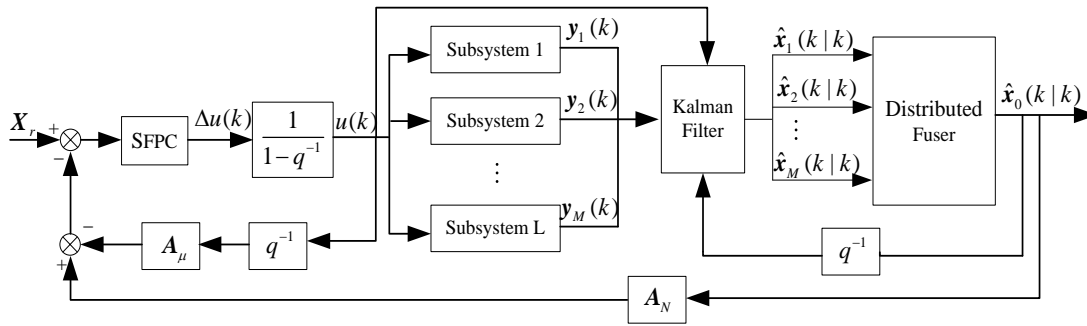 X_r
+
−
SFPC
Δu(k)
1
1−q^{-1}
u(k)
Subsystem 1
Subsystem 2
⋮
Subsystem L
y_1(k)
y_2(k)
y_M(k)
Kalman
Filter
x̂_1(k|k)
x̂_2(k|k)
⋮
x̂_M(k|k)
Distributed
Fuser
x̂_0(k|k)
−
+
A_μ
q^{-1}
q^{-1}
A_N